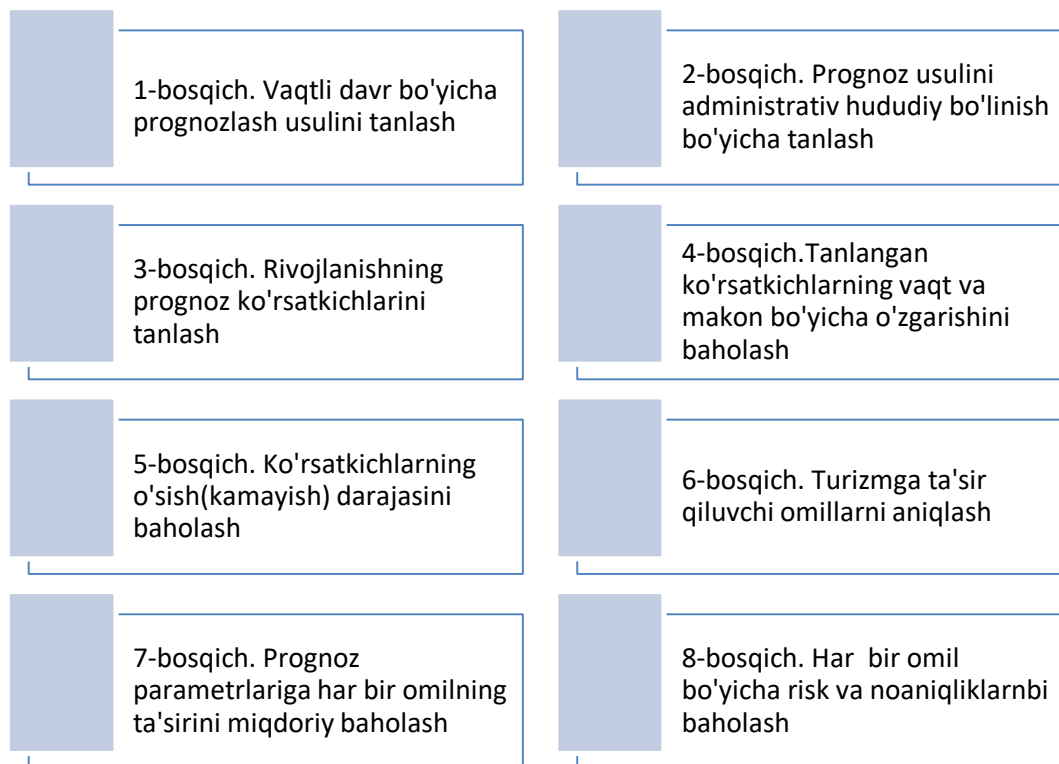 1-bosqich. Vaqtli davr bo'yicha
prognozlash usulini tanlash
2-bosqich. Prognoz usulini
administrativ hududiy bo'linish
bo'yicha tanlash
3-bosqich. Rivojlanishning
prognoz ko'rsatkichlarini
tanlash
4-bosqich.Tanlangan
ko'rsatkichlarning vaqt va
makon bo'yicha o'zgarishini
baholash
5-bosqich. Ko'rsatkichlarning
o'sish(kamayish) darajasini
baholash
6-bosqich. Turizmga ta'sir
qiluvchi omillarni aniqlash
7-bosqich. Prognoz
parametrlariga har bir omilning
ta'sirini miqdoriy baholash
8-bosqich. Har  bir omil
bo'yicha risk va noaniqliklarnbi
baholash